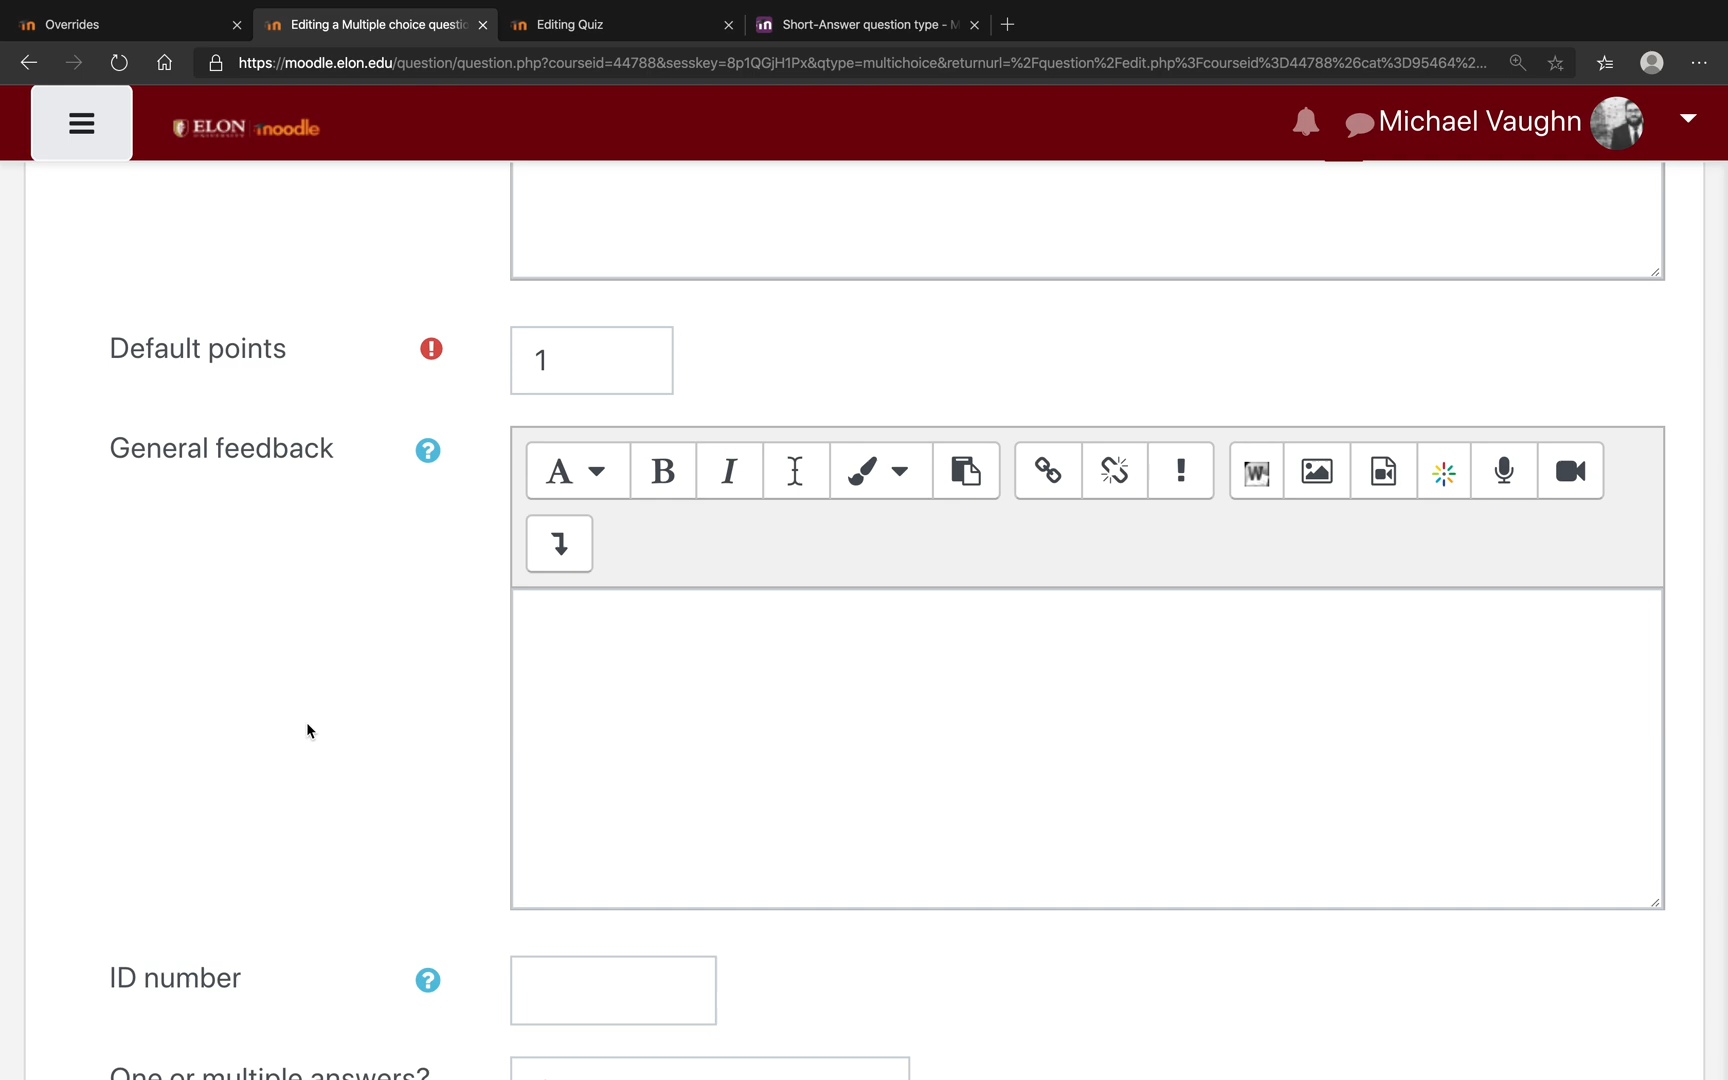 Overrides
Editing a Multiple choice questic
Editing Quiz
Short-Answer question type - M
https://moodle.elon.edu/question/question.php?courseid=44788&sesskey=8p1QGjH1Px&qtype=multichoice&returnurl=%2Fquestion%2Fedit.php%3Fcourseid%3D44788%26cat%3D95464%2...
ELON moodle
Michael Vaughn
Default points
1
General feedback
ID number
One or multiple answers?